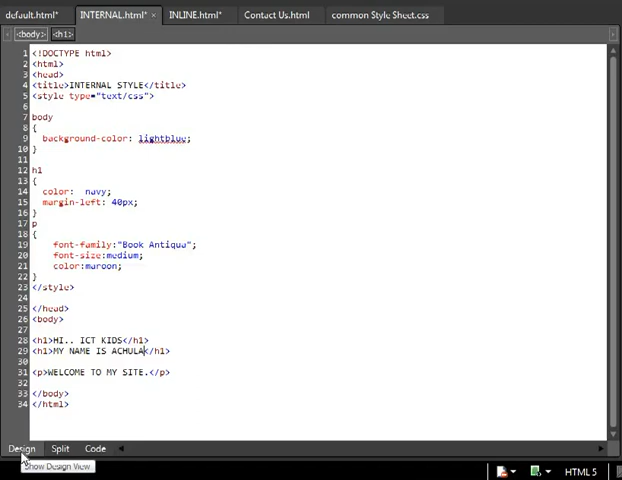 default.html* INTERNAL.html* × INLINE.html* Contact Us.html common Style Sheet.css
<body> <h1>
1 <!DOCTYPE html>
2 <html>
3 <head>
4 <title>INTERNAL STYLE</title>
5 <style type="text/css">
6
7 body
8 {
9 background-color: lightblue;
10 }
11
12 h1
13 {
14 color: navy;
15 margin-left: 40px;
16 }
17 p
18 {
19 font-family:"Book Antiqua";
20 font-size:medium;
21 color:maroon;
22 }
23 </style>
24
25 </head>
26 <body>
27
28 <h1>HI.. ICT KIDS</h1>
29 <h1>MY NAME IS ACHULA</h1>
30
31 <p>WELCOME TO MY SITE.</p>
32
33 </body>
34 </html>
Design Split Code
Show Design View
HTML 5